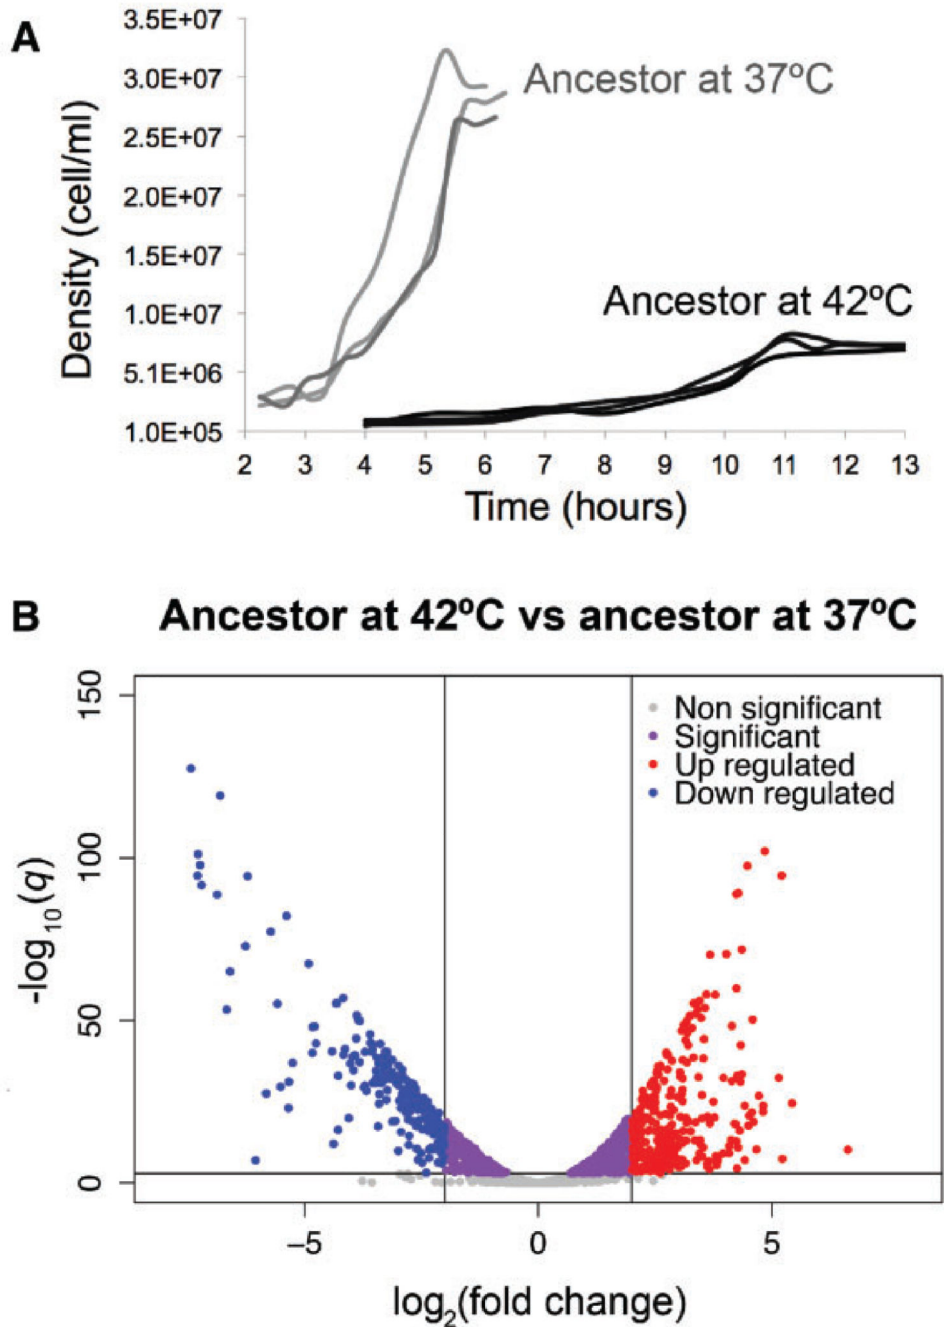 A
3.5E+07
3.0E+07
2.5E+07
2.0E+07
1.5E+07
1.0E+07
5.1E+06
1.0E+05
Density (cell/ml)
Ancestor at 37ºC
Ancestor at 42ºC
2 3 4 5 6 7 8 9 10 11 12 13
Time (hours)
B
Ancestor at 42ºC vs ancestor at 37ºC
150
100
50
0
-log10(q)
Non significant
Significant
Up regulated
Down regulated
−5 0 5
log2(fold change)